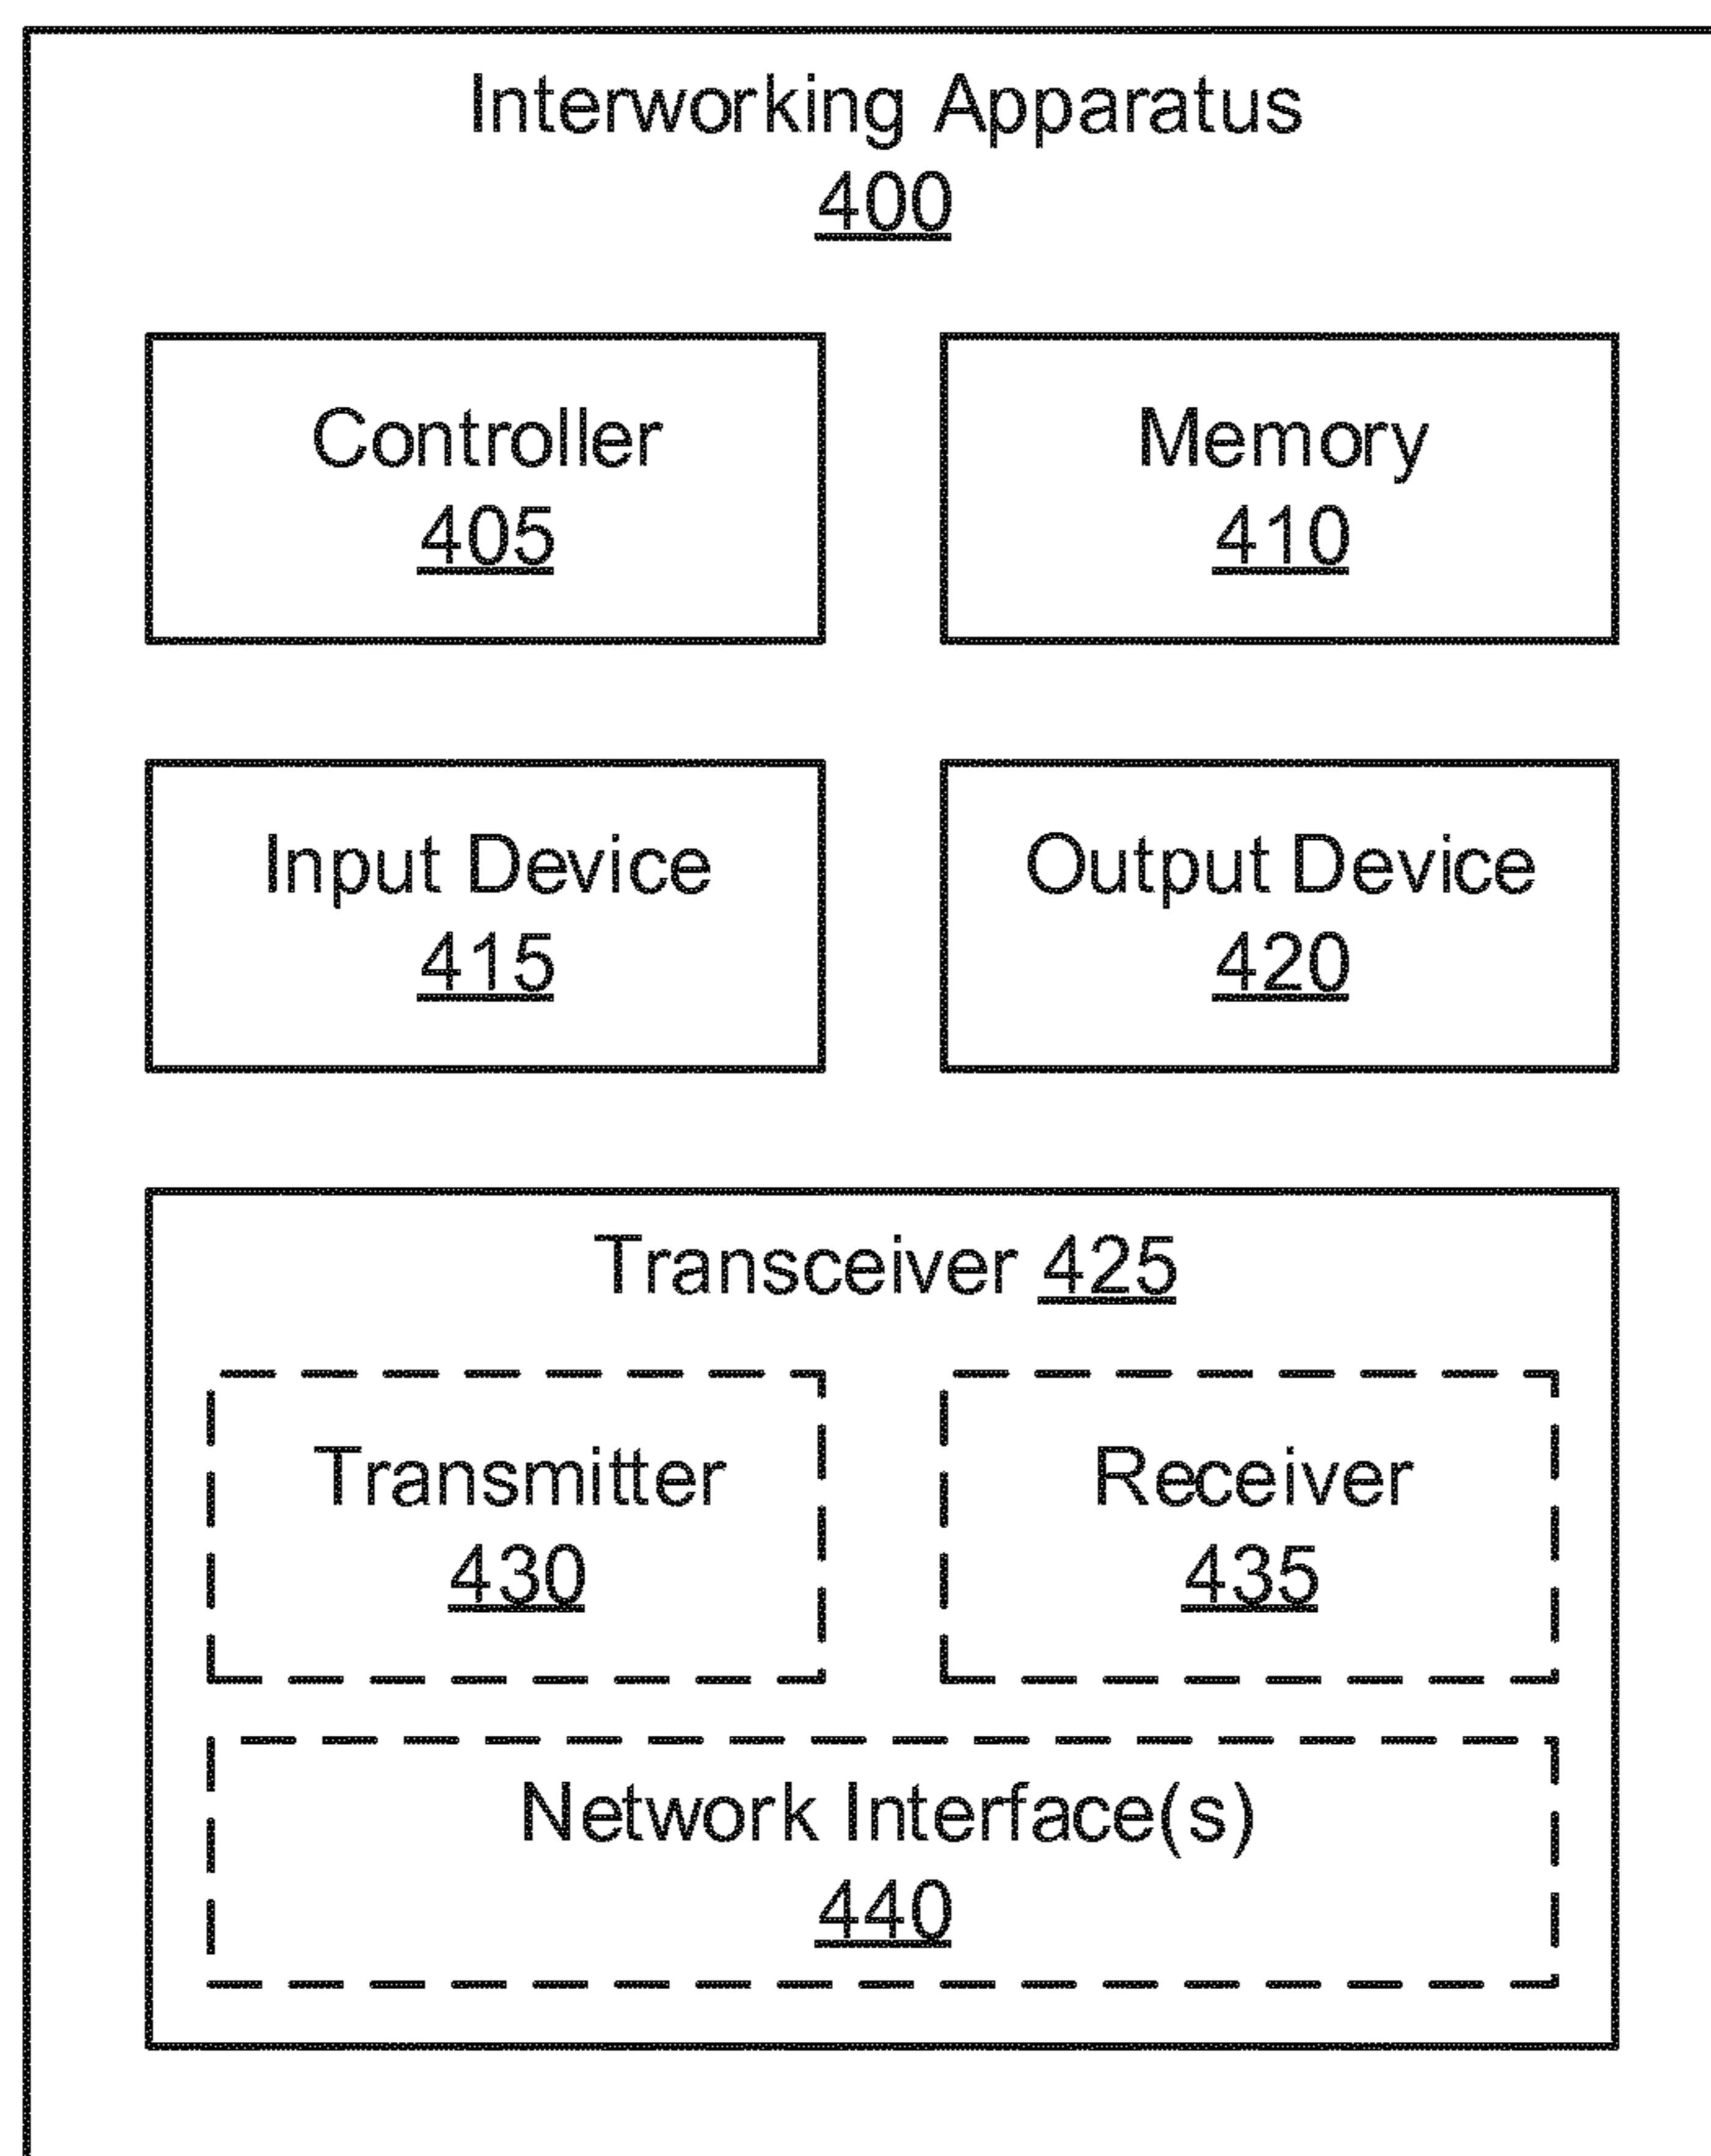 Interworking Apparatus
400
Controller
405
Memory
410
Input Device
415
Output Device
420
Transceiver 425
Transmitter
430
Receiver
435
Network Interface(s)
440